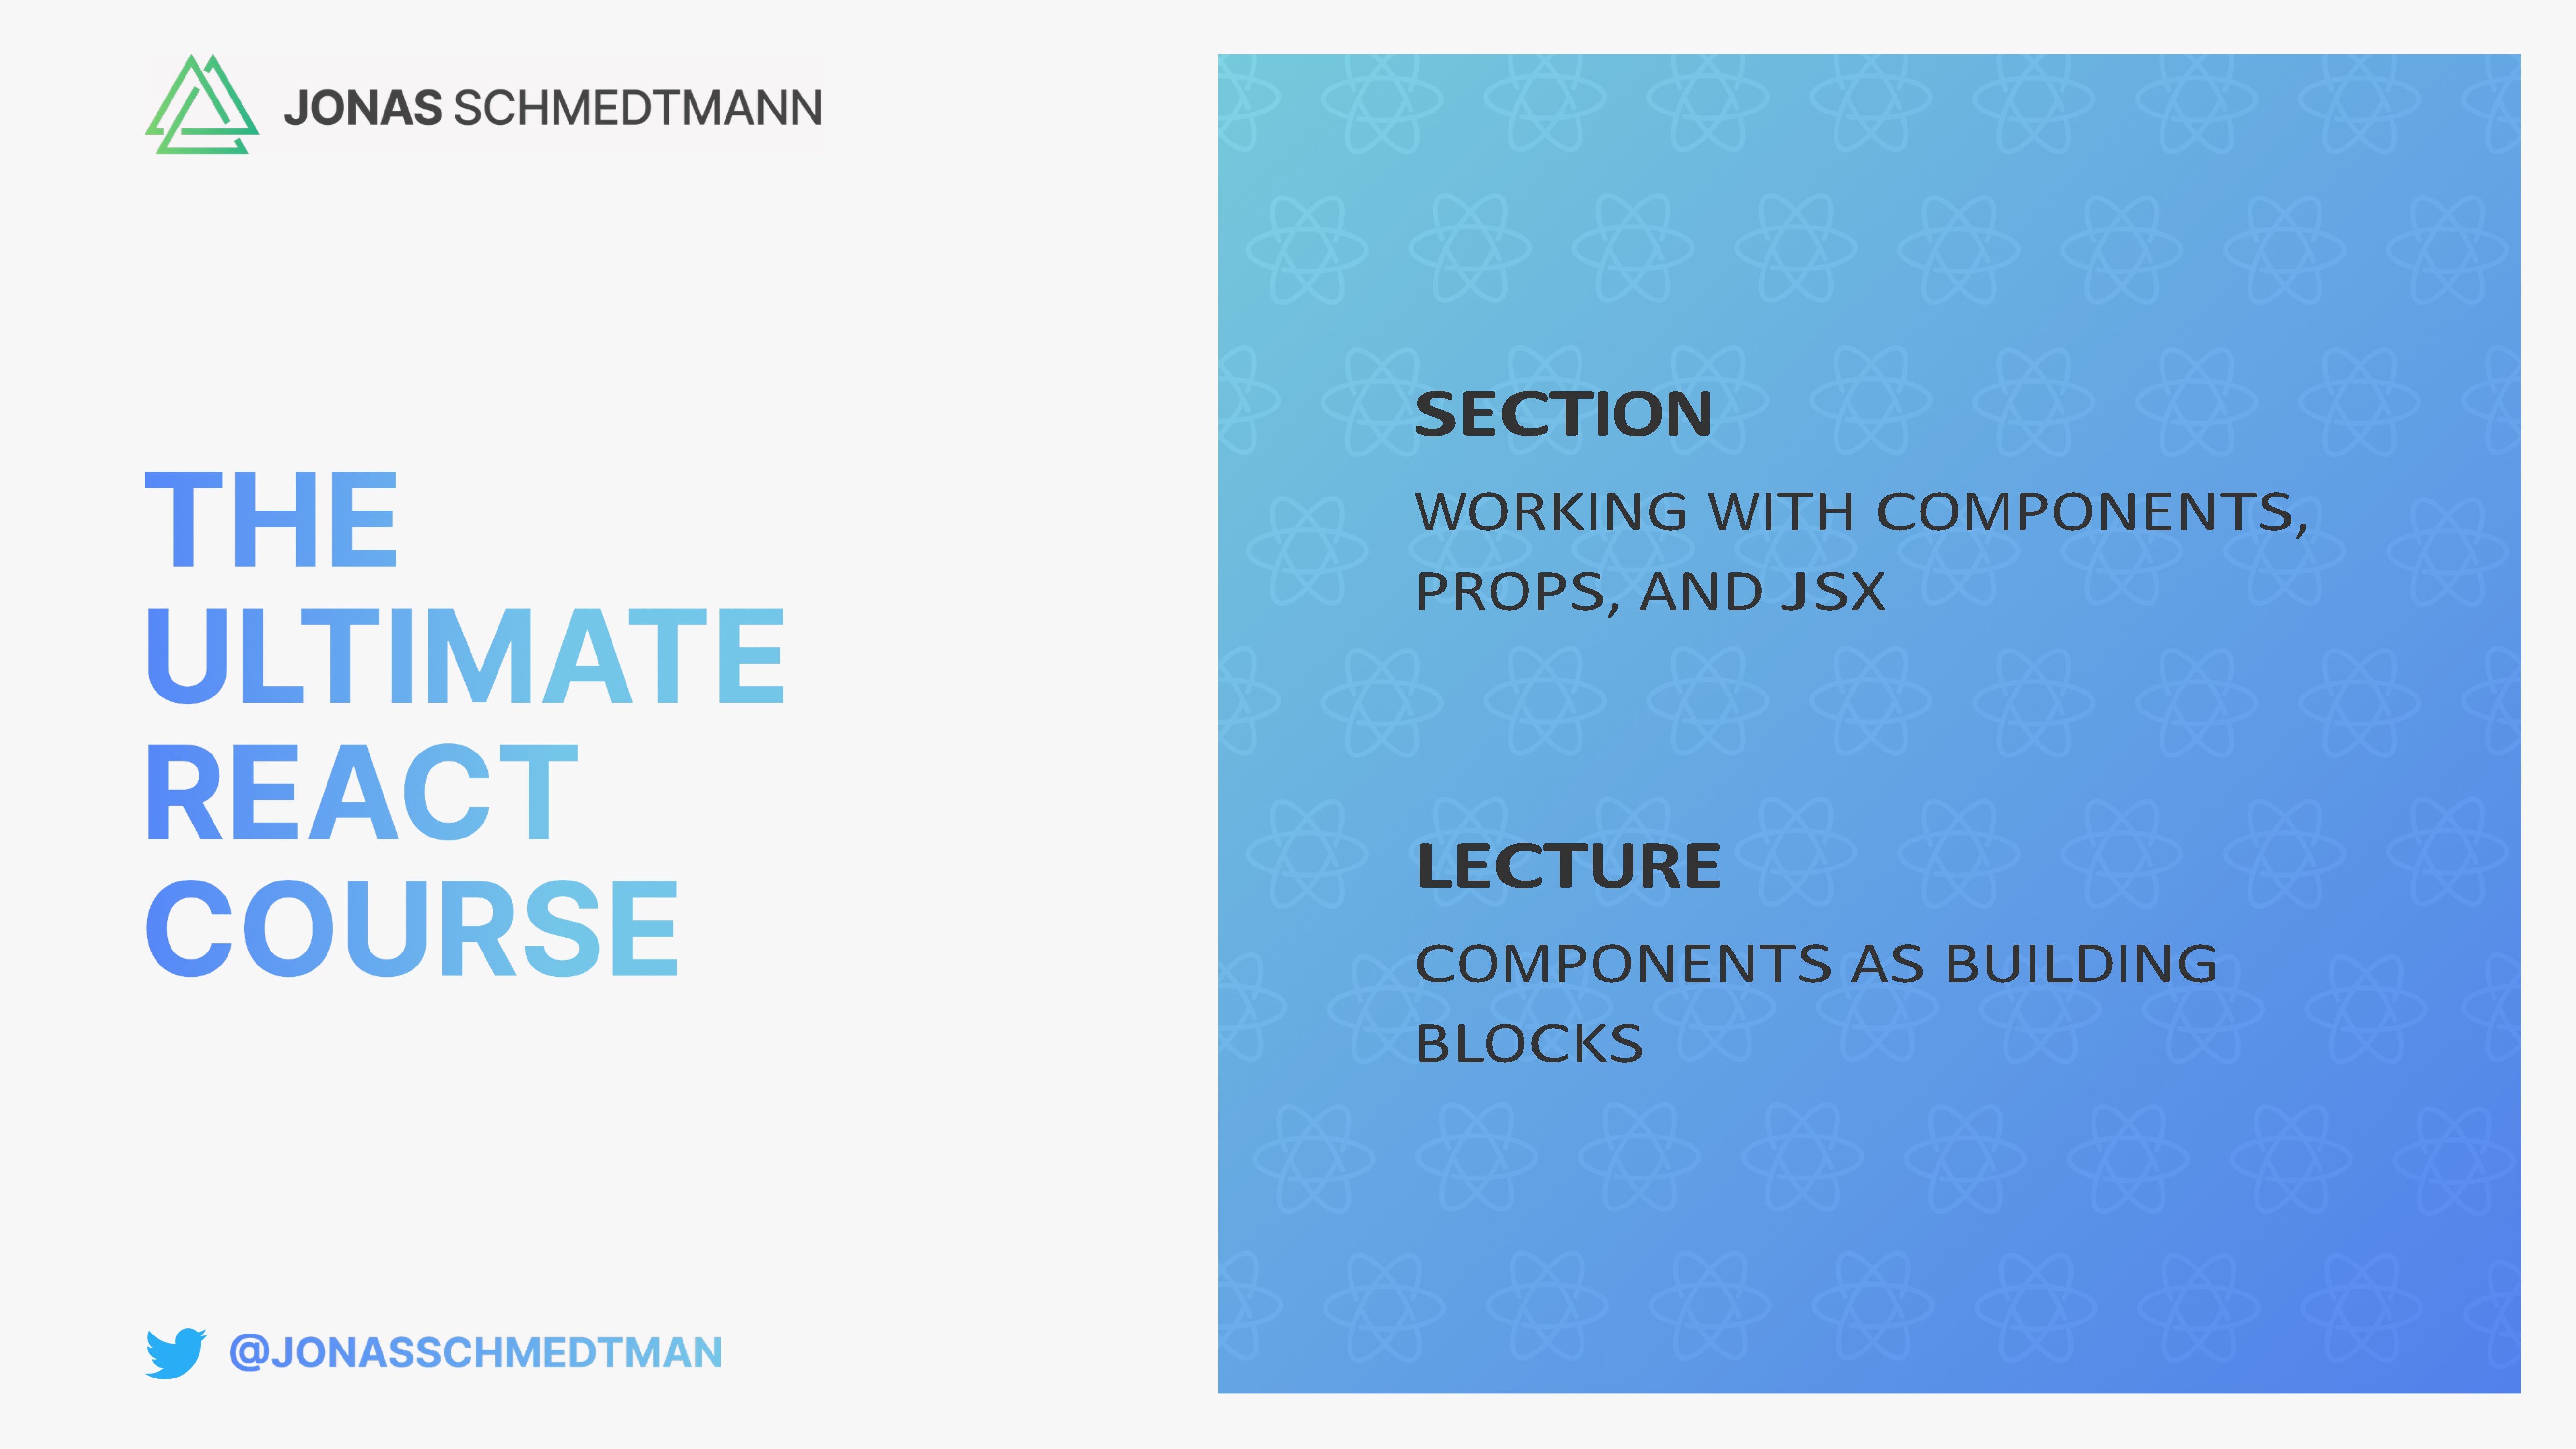 JONAS SCHMEDTMANN
THE
ULTIMATE
REACT
COURSE
@JONASSCHMEDTMAN
SECTION
WORKING WITH COMPONENTS,
PROPS, AND JSX
LECTURE
COMPONENTS AS BUILDING
BLOCKS